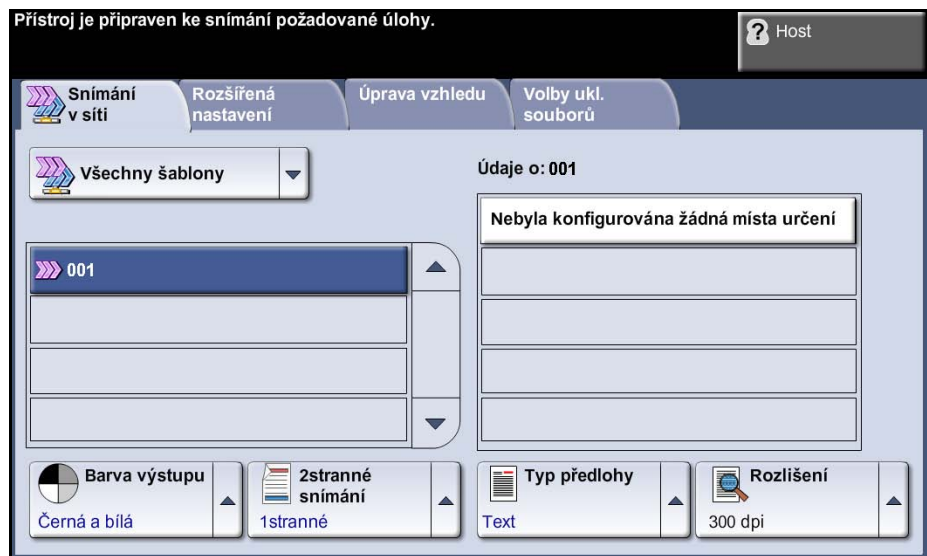 Přístroj je připraven ke snímání požadované úlohy.
? Host
Snímání
v síti
Rozšířená
nastavení
Úprava vzhledu
Volby ukl.
souborů
Všechny šablony
Údaje o: 001
Nebyla konfigurována žádná místa určení
001
Barva výstupu
Černá a bílá
2stranné
snímání
1stranné
Typ předlohy
Text
Rozlišení
300 dpi